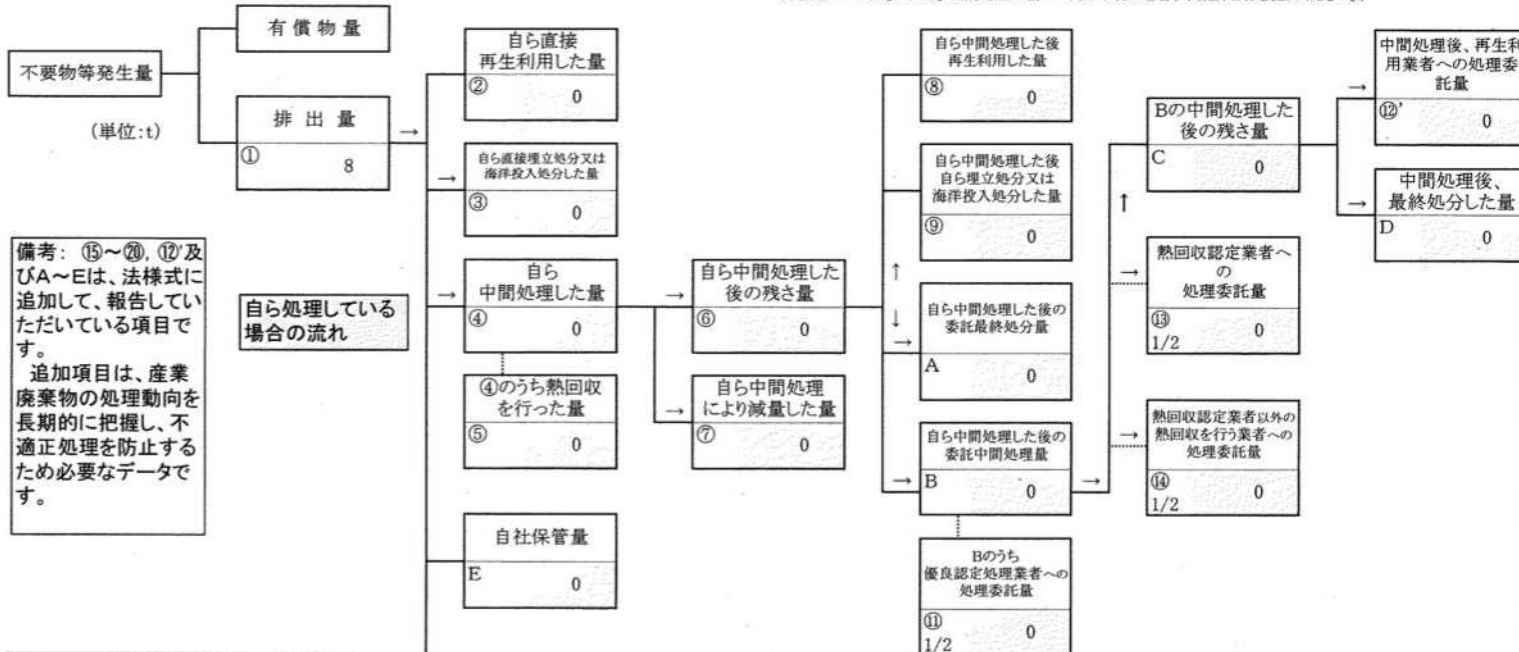 有償物量
不要物等発生量
(単位:t)
排出量
①
8
→
備考: ⑮～⑳, ⑫'及
びA～Eは、法様式に
追加して、報告してい
ただいている項目で
す。
追加項目は、産業
廃棄物の処理動向を
長期的に把握し、不
適正処理を防止する
ため必要なデータで
す。
自ら処理している
場合の流れ
自ら直接
再生利用した量
②
0
→
自ら直接埋立処分又は
海洋投入処分した量
③
0
→
自ら
中間処理した量
④
0
④のうち熱回収
を行った量
⑤
0
自社保管量
E
0
→
自ら中間処理した
後の残さ量
⑥
0
→
自ら中間処理
により減量した量
⑦
0
自ら中間処理した後
再生利用した量
⑧
0
自ら中間処理した後
自ら埋立処分又は
海洋投入処分した量
⑨
0
↑
↓
→
自ら中間処理した後の
委託最終処分量
A
0
→
自ら中間処理した後の
委託中間処理量
B
0
→
Bのうち
優良認定処理業者への
処理委託量
⑪
1/2
0
Bの中間処理した
後の残さ量
C
0
↑
→
熱回収認定業者へ
の
処理委託量
⑬
1/2
0
→
熱回収認定業者以外の
熱回収を行う業者への
処理委託量
⑭
1/2
0
→
中間処理後、再生利
用業者への処理委
託量
⑫'
0
→
中間処理後、
最終処分した量
D
0